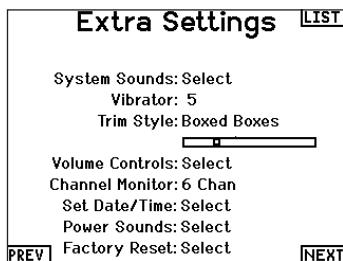 Extra Settings LIST
System Sounds: Select
Vibrator: 5
Trim Style: Boxed Boxes
Volume Controls: Select
Channel Monitor: 6 Chan
Set Date/Time: Select
Power Sounds: Select
PREV Factory Reset: Select NEXT